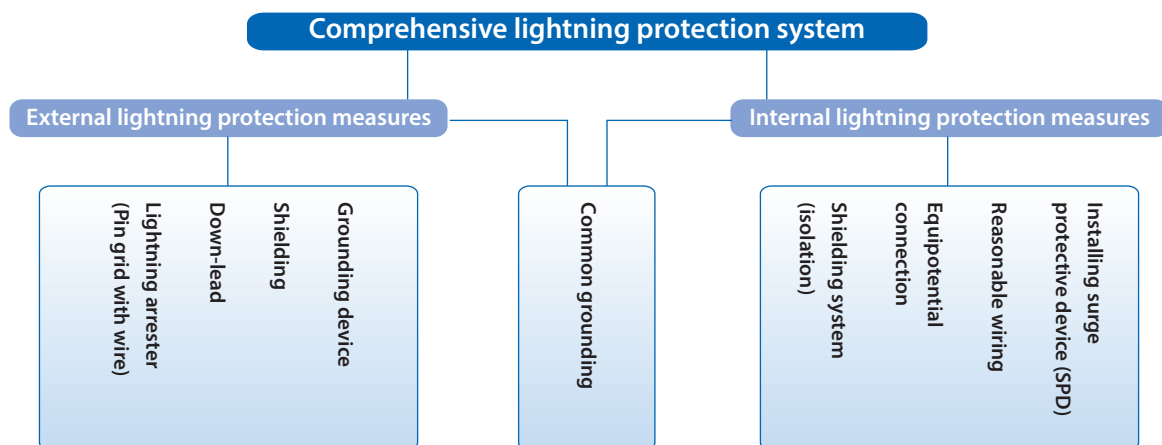 Comprehensive lightning protection system
External lightning protection measures
Internal lightning protection measures
Lightning arrester
(Pin grid with wire)
Down-lead
Shielding
Grounding device
Common grounding
Shielding system
(isolation)
Equipotential
connection
Reasonable wiring
Installing surge
protective device (SPD)